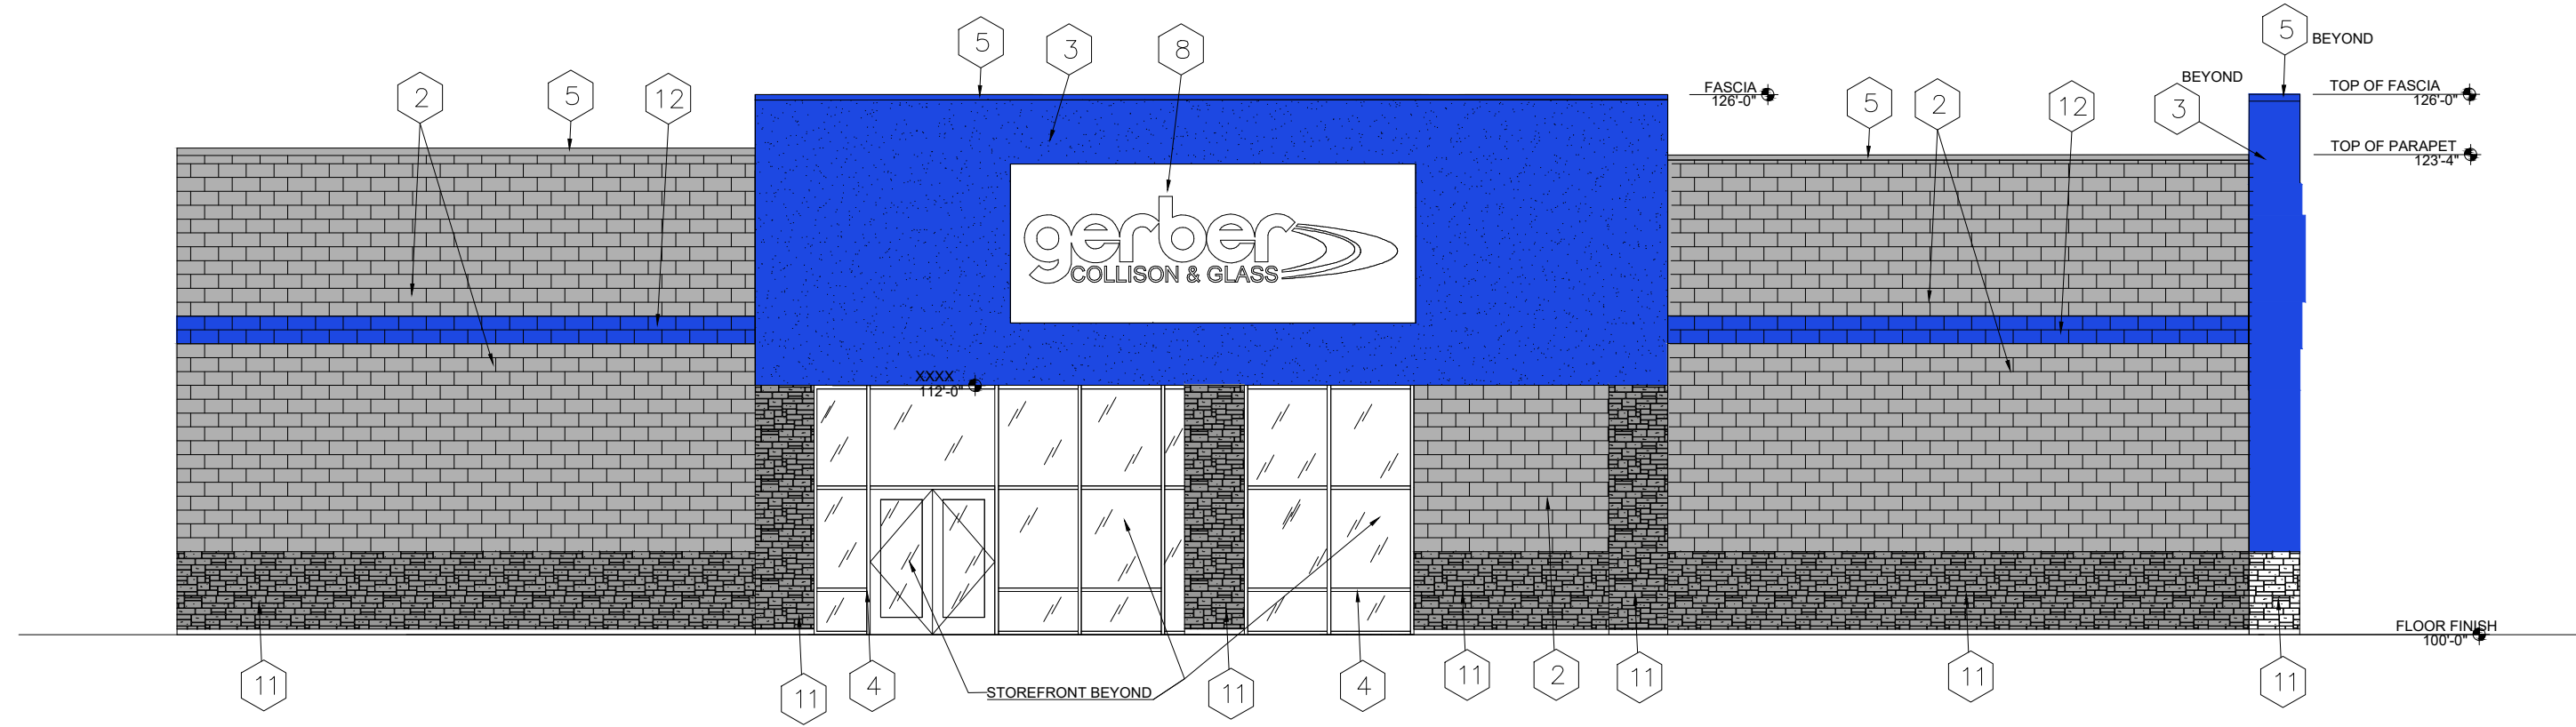 5
3
8
5
BEYOND
2
5
12
FASCIA
126'-0"
5
2
12
BEYOND
3
TOP OF FASCIA
126'-0"
TOP OF PARAPET
123'-4"
gerber
COLLISON & GLASS
XXXX
112'-0"
FLOOR FINISH
100'-0"
11
11
4
STOREFRONT BEYOND
11
4
11
2
11
11
11